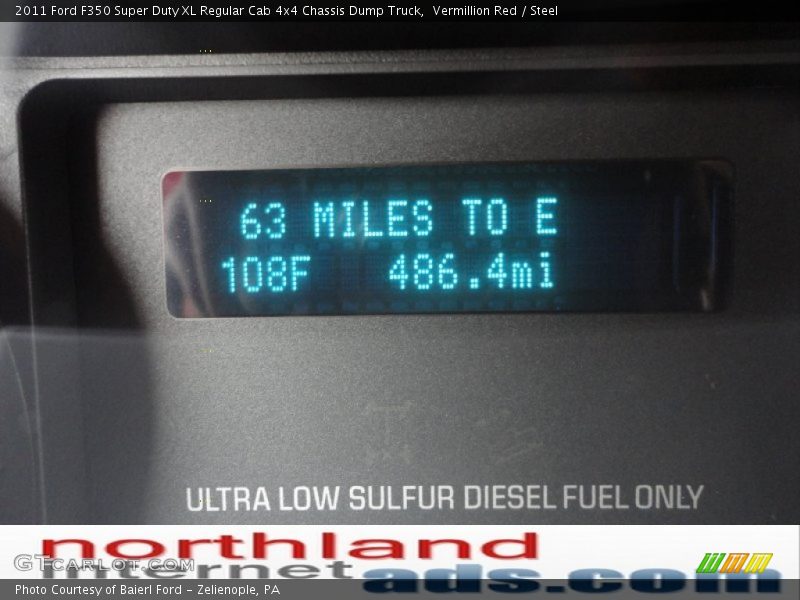 2011 Ford F350 Super Duty XL Regular Cab 4x4 Chassis Dump Truck, Vermillion Red / Steel
63 MILES TO E
108F 486.4mi
ULTRA LOW SULFUR DIESEL FUEL ONLY
northland
internet
ads.com
GTCarLot.com
Photo Courtesy of Baierl Ford - Zelienople, PA